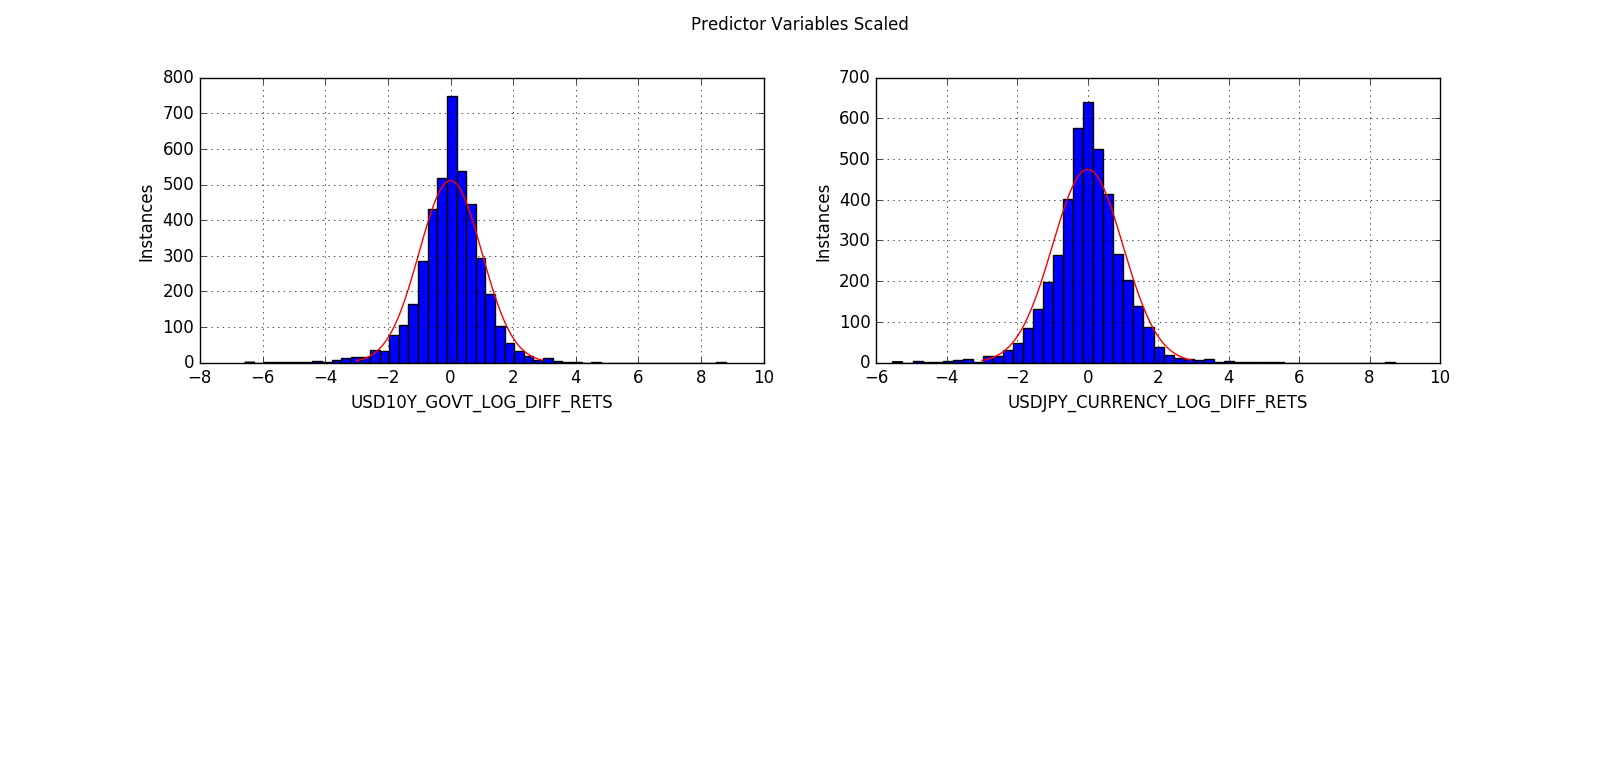 Predictor Variables Scaled
800
700
600
500
400
300
200
100
0
Instances
−8 −6 −4 −2 0 2 4 6 8 10
USD10Y_GOVT_LOG_DIFF_RETS
700
600
500
400
300
200
100
0
Instances
−6 −4 −2 0 2 4 6 8 10
USDJPY_CURRENCY_LOG_DIFF_RETS